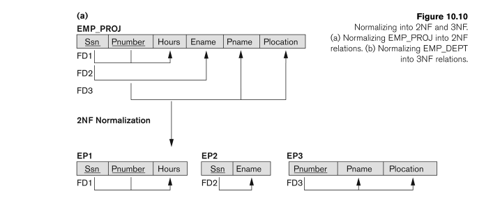 (a)
EMP_PROJ
Ssn Pnumber Hours Ename Pname Plocation
FD1
FD2
FD3
2NF Normalization
EP1
Ssn Pnumber Hours
FD1
EP2
Ssn Ename
FD2
EP3
Pnumber Pname Plocation
FD3
Figure 10.10
Normalizing into 2NF and 3NF.
(a) Normalizing EMP_PROJ into 2NF
relations. (b) Normalizing EMP_DEPT
into 3NF relations.